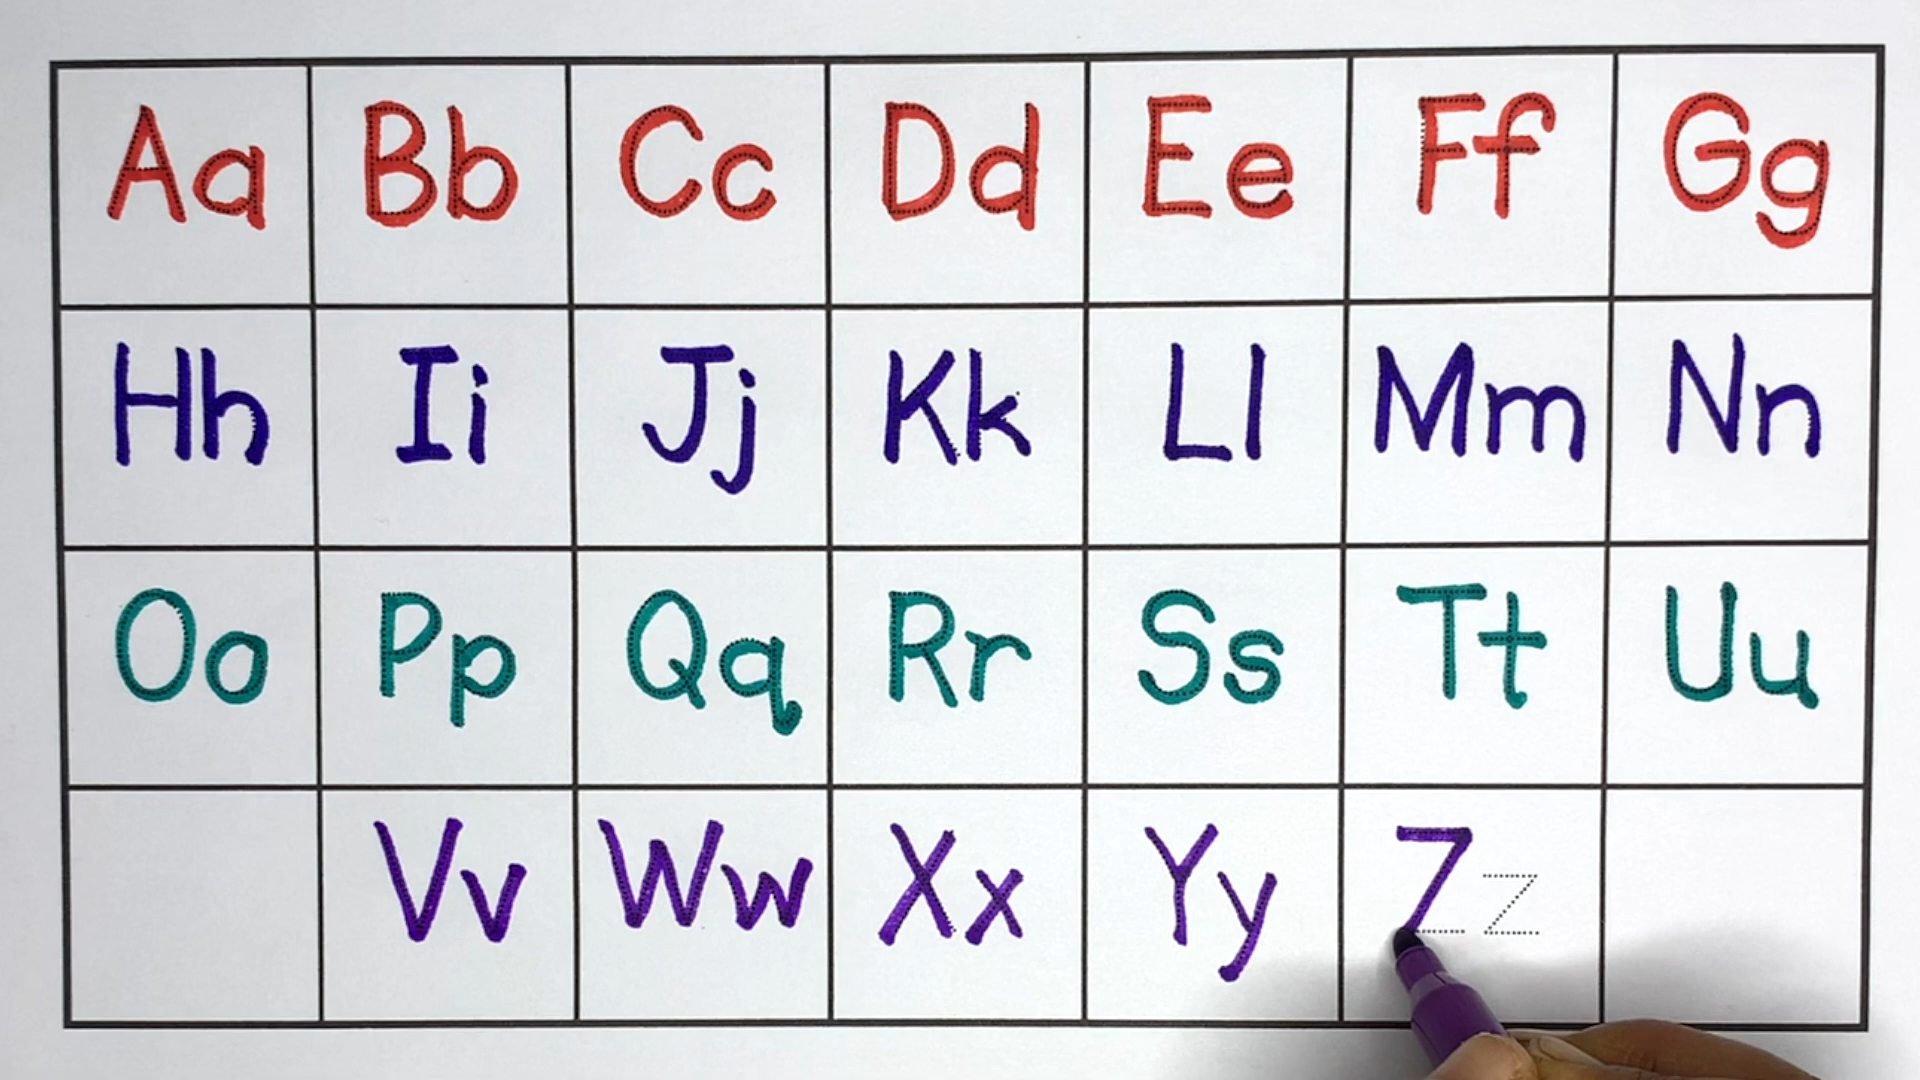 Aa Bb Cc Dd Ee Ff Gg
Hh Ii Jj Kk Ll Mm Nn
Oo Pp Qq Rr Ss Tt Uu
Vv Ww Xx Yy Zz